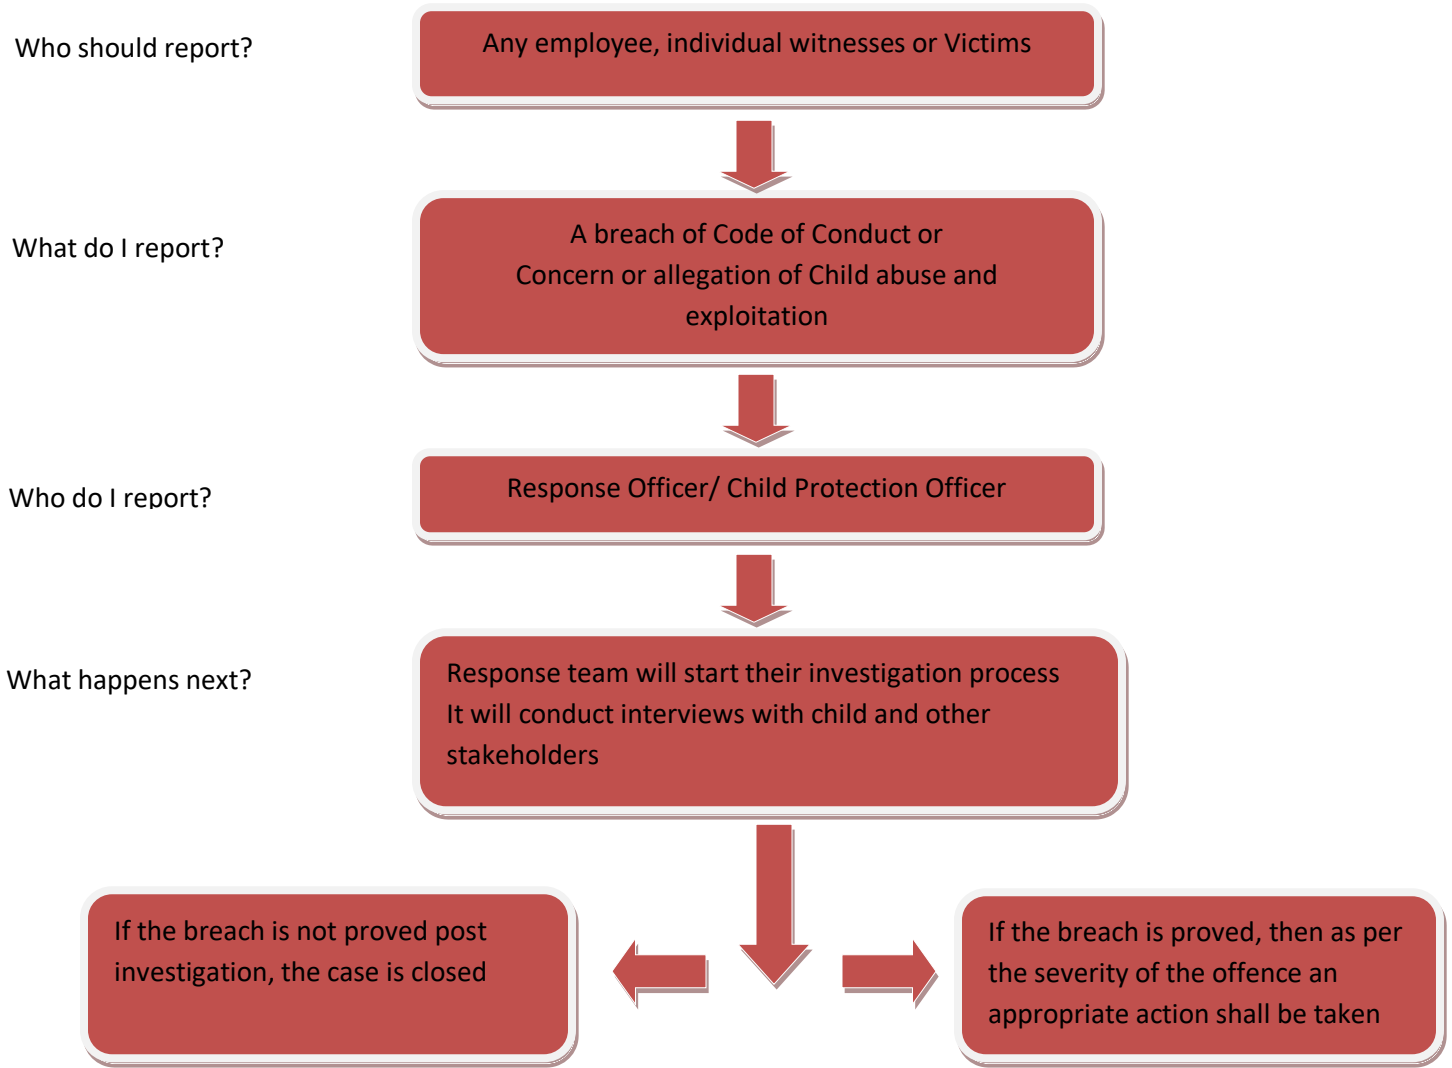 Who should report?
Any employee, individual witnesses or Victims
What do I report?
A breach of Code of Conduct or
Concern or allegation of Child abuse and
exploitation
Who do I report?
Response Officer/ Child Protection Officer
What happens next?
Response team will start their investigation process
It will conduct interviews with child and other
stakeholders
If the breach is not proved post
investigation, the case is closed
If the breach is proved, then as per
the severity of the offence an
appropriate action shall be taken